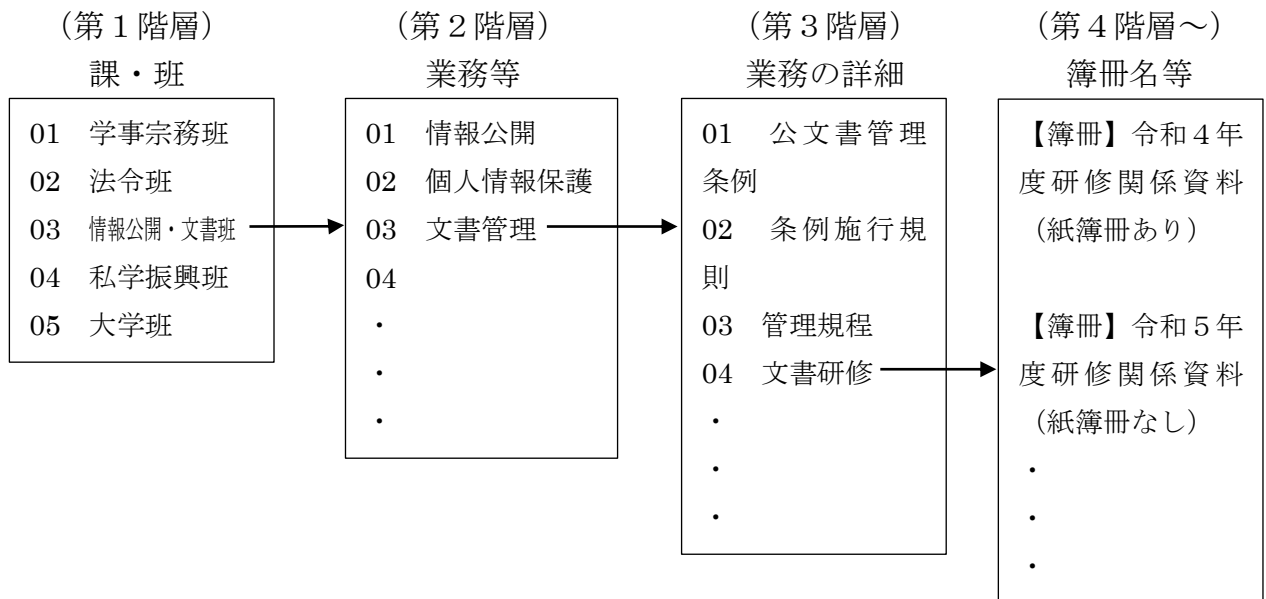 （第１階層）
課・班
01 学事宗務班
02 法令班
03 情報公開・文書班
04 私学振興班
05 大学班
（第２階層）
業務等
01 情報公開
02 個人情報保護
03 文書管理
04
・
・
・
（第３階層）
業務の詳細
01 公文書管理
条例
02 条例施行規
則
03 管理規程
04 文書研修
・
・
・
（第４階層～）
簿冊名等
【簿冊】令和４年
度研修関係資料
（紙簿冊あり）
【簿冊】令和５年
度研修関係資料
（紙簿冊なし）
・
・
・